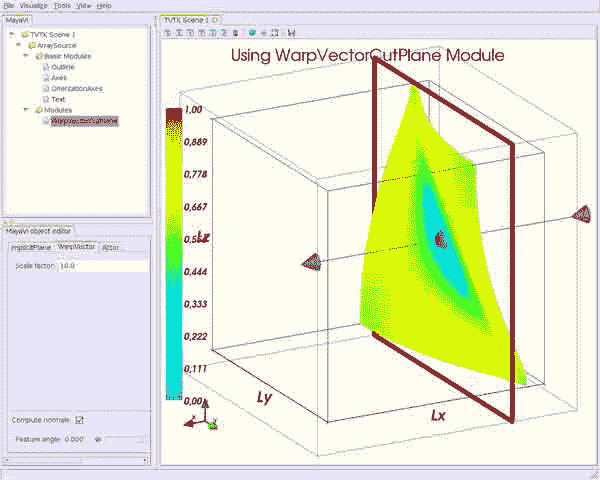 File Visualize Tools View Help
MayaVi
TVTK Scene 1
TVTK Scene 1
ArraySource
Basic Modules
Outline
Axes
OrientationAxes
Text
Modules
WarpVectorCutPlane
Using WarpVectorCutPlane Module
1,00
0,889
0,778
0,667
0,444
0,333
0,222
0,111
0,00
Lz
Ly
Lx
MayaVi object editor
ImplicitPlane WarpVector Actor
Scale factor: 10.0
Compute normals:
Feature angle: 0.000